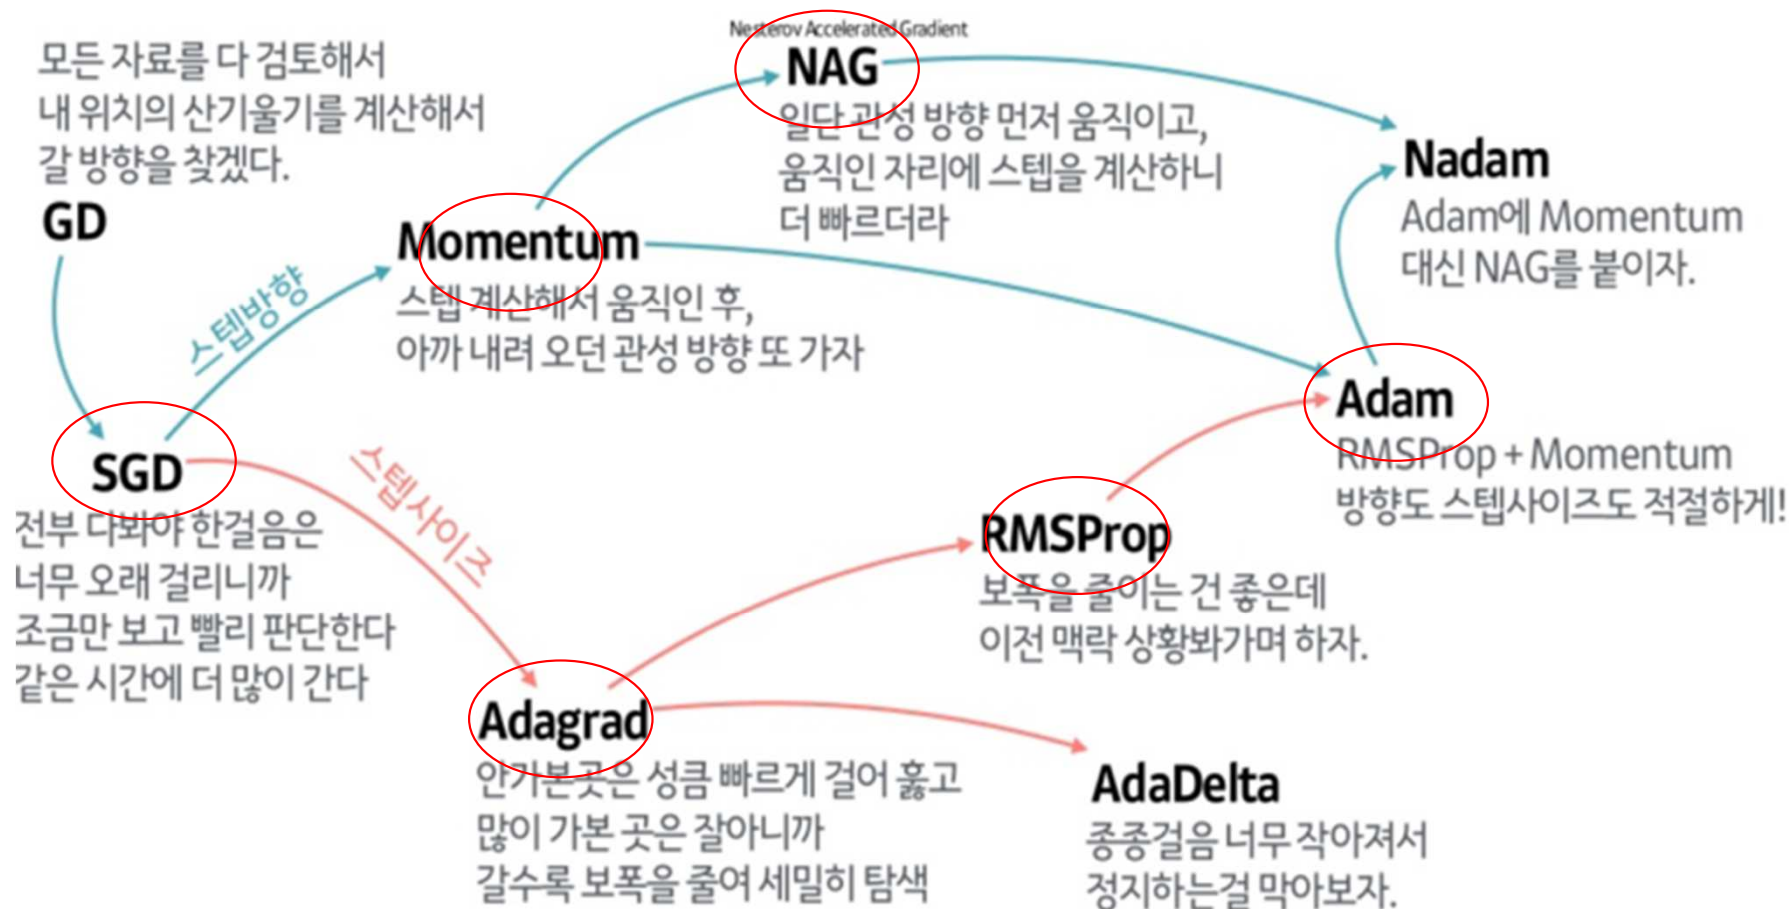 모든 자료를 다 검토해서
내 위치의 산기울기를 계산해서
갈 방향을 찾겠다.
GD
스텝방향
SGD
전부 다봐야 한걸음은
너무 오래 걸리니까
조금만 보고 빨리 판단한다
같은 시간에 더 많이 간다
Momentum
스텝 계산해서 움직인 후,
아까 내려 오던 관성 방향 또 가자
Nesterov Accelerated Gradient
NAG
일단 관성 방향 먼저 움직이고,
움직인 자리에 스텝을 계산하니
더 빠르더라
Nadam
Adam에 Momentum
대신 NAG를 붙이자.
Adam
RMSProp + Momentum
방향도 스텝사이즈도 적절하게!
스텝사이즈
RMSProp
보폭을 줄이는 건 좋은데
이전 맥락 상황봐가며 하자.
Adagrad
안가본곳은 성큼 빠르게 걸어 훓고
많이 가본 곳은 잘아니까
갈수록 보폭을 줄여 세밀히 탐색
AdaDelta
종종걸음 너무 작아져서
정지하는걸 막아보자.